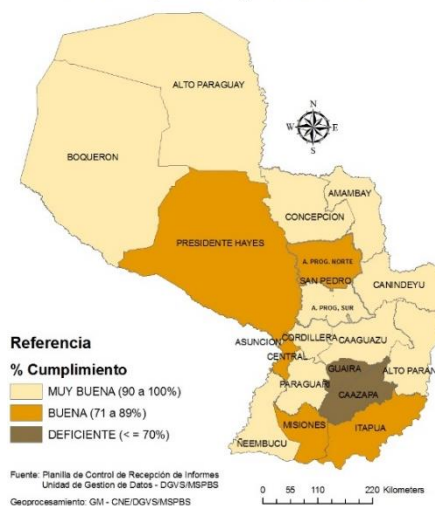 ALTO PARAGUAY
N
W E
S
BOQUERON
AMAMBAY
CONCEPCION
PRESIDENTE HAYES
A. PROG. NORTE
SAN PEDRO
CANINDEYU
A. PROG. SUR
ASUNCION
CORDILLERA
CAAGUAZU
CENTRAL
GUAIRA
ALTO PARAN
PARAGUARI
CAAZAPA
MISIONES
ITAPUA
ÑEEMBUCU
Referencia
% Cumplimiento
MUY BUENA (90 a 100%)
BUENA (71 a 89%)
DEFICIENTE (< = 70%)
Fuente: Planilla de Control de Recepción de Informes
Unidad de Gestion de Datos - DGVS/MSPBS
Geoprocesamiento: GM - CNE/DGVS/MSPBS
0 55 110 220 Kilometers